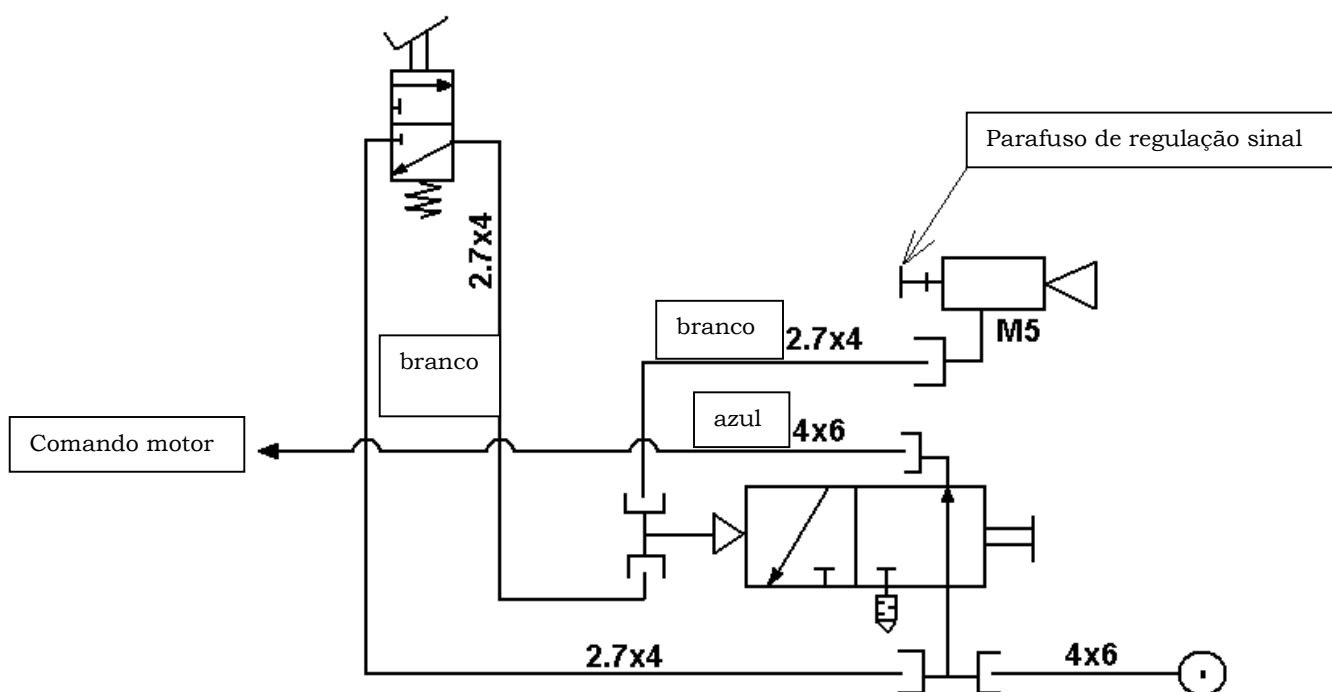 Parafuso de regulação sinal
2.7x4
branco
2.7x4
M5
branco
azul
4x6
Comando motor
2.7x4
4x6